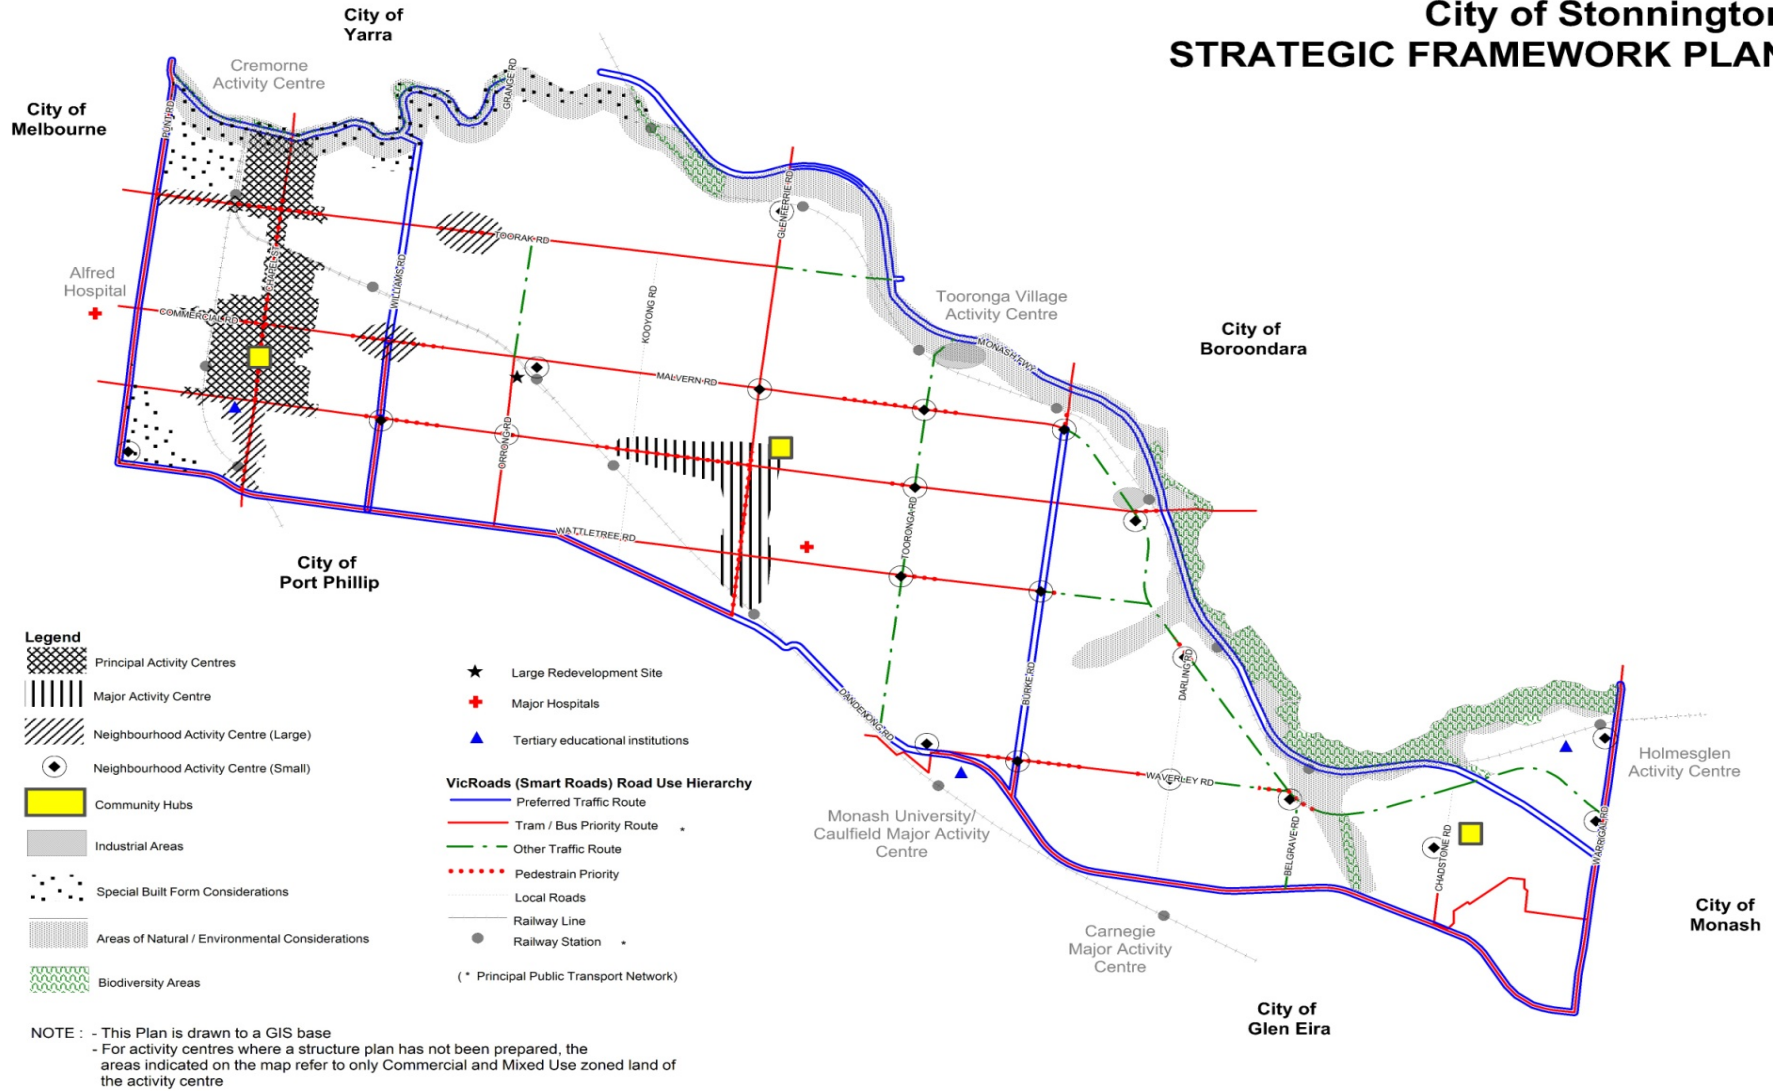 City of Stonnington
STRATEGIC FRAMEWORK PLAN
City of
Yarra
Cremorne
Activity Centre
City of
Melbourne
PUNT RD
GRANGE RD
GLENFERRIE RD
TOORAK RD
CHAPEL ST
WILLIAMS RD
KOOYONG RD
Alfred
Hospital
COMMERCIAL RD
Tooronga Village
Activity Centre
City of
Boroondara
MONASH FWY
MALVERN RD
ORRONG RD
TOORONGA RD
WATTLETREE RD
City of
Port Phillip
BURKE RD
DARLING RD
DANDENONG RD
WAVERLEY RD
Holmesglen
Activity Centre
Monash University/
Caulfield Major Activity
Centre
BELGRAVE RD
CHADSTONE RD
WARRIGAL RD
Carnegie
Major Activity
Centre
City of
Monash
City of
Glen Eira
Legend
Principal Activity Centres
Major Activity Centre
Neighbourhood Activity Centre (Large)
Neighbourhood Activity Centre (Small)
Community Hubs
Industrial Areas
Special Built Form Considerations
Areas of Natural / Environmental Considerations
Biodiversity Areas
Large Redevelopment Site
Major Hospitals
Tertiary educational institutions
VicRoads (Smart Roads) Road Use Hierarchy
Preferred Traffic Route
Tram / Bus Priority Route *
Other Traffic Route
Pedestrain Priority
Local Roads
Railway Line
Railway Station *
( * Principal Public Transport Network)
NOTE : - This Plan is drawn to a GIS base
- For activity centres where a structure plan has not been prepared, the
areas indicated on the map refer to only Commercial and Mixed Use zoned land of
the activity centre